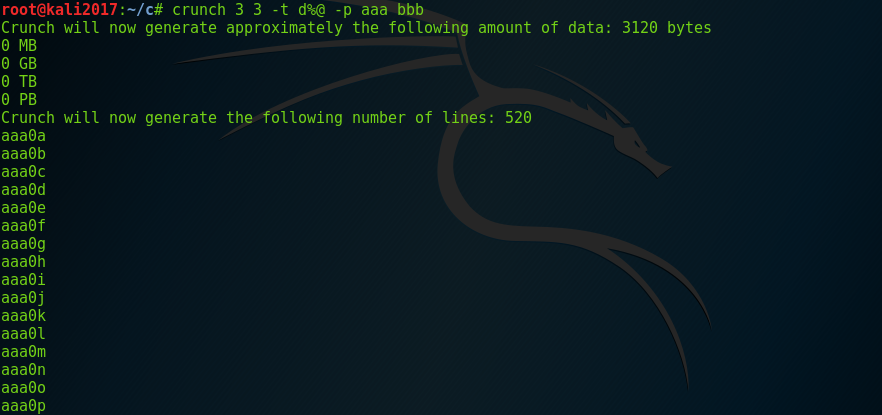 root@kali2017:~/c# crunch 3 3 -t d%@ -p aaa bbb
Crunch will now generate approximately the following amount of data: 3120 bytes
0 MB
0 GB
0 TB
0 PB
Crunch will now generate the following number of lines: 520
aaa0a
aaa0b
aaa0c
aaa0d
aaa0e
aaa0f
aaa0g
aaa0h
aaa0i
aaa0j
aaa0k
aaa0l
aaa0m
aaa0n
aaa0o
aaa0p